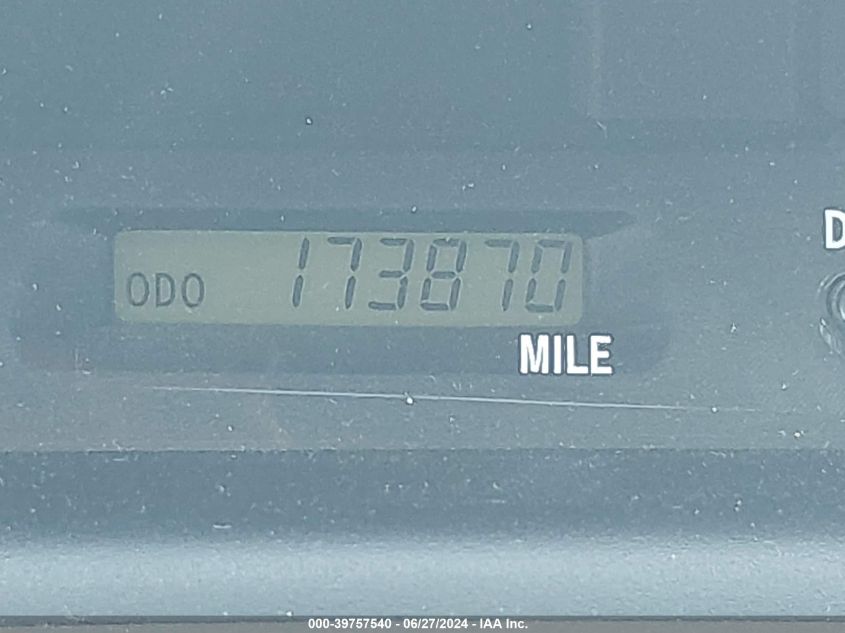 D
ODO 173870
MILE
000-39757540 - 06/27/2024 - IAA Inc.